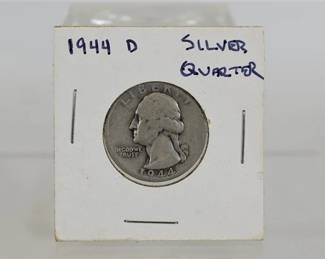 1944 D SILVER
QUARTER
LIBERTY
IN GOD WE
TRUST
1944